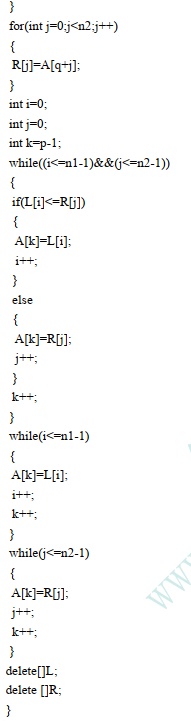 }
for(int j=0;j<n2;j++)
{
R[j]=A[q+j];
}
int i=0;
int j=0;
int k=p-1;
while((i<=n1-1)&&(j<=n2-1))
{
if(L[i]<=R[j])
{
A[k]=L[i];
i++;
}
else
{
A[k]=R[j];
j++;
}
k++;
}
while(i<=n1-1)
{
A[k]=L[i];
i++;
k++;
}
while(j<=n2-1)
{
A[k]=R[j];
j++;
k++;
}
delete[]L;
delete []R;
}